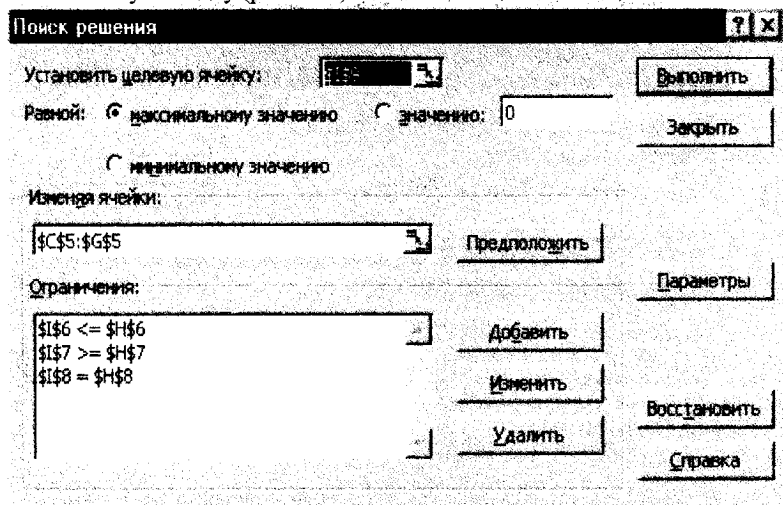 Поиск решения
Установить целевую ячейку:
Выполнить
Равной: максимальному значению значению: 0
Закрыть
минимальному значению
Изменяя ячейки:
$C$5:$G$5
Предположить
Параметры
Ограничения:
$I$6 <= $H$6
$I$7 >= $H$7
$I$8 = $H$8
Добавить
Изменить
Удалить
Восстановить
Справка